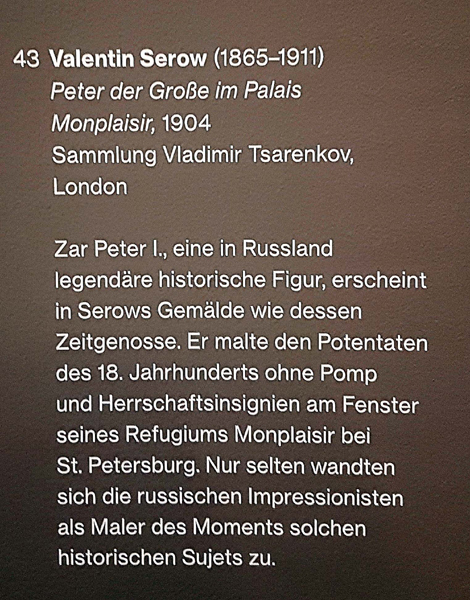 43 Valentin Serow (1865–1911)
Peter der Große im Palais
Monplaisir, 1904
Sammlung Vladimir Tsarenkov,
London
Zar Peter I., eine in Russland
legendäre historische Figur, erscheint
in Serows Gemälde wie dessen
Zeitgenosse. Er malte den Potentaten
des 18. Jahrhunderts ohne Pomp
und Herrschaftsinsignien am Fenster
seines Refugiums Monplaisir bei
St. Petersburg. Nur selten wandten
sich die russischen Impressionisten
als Maler des Moments solchen
historischen Sujets zu.